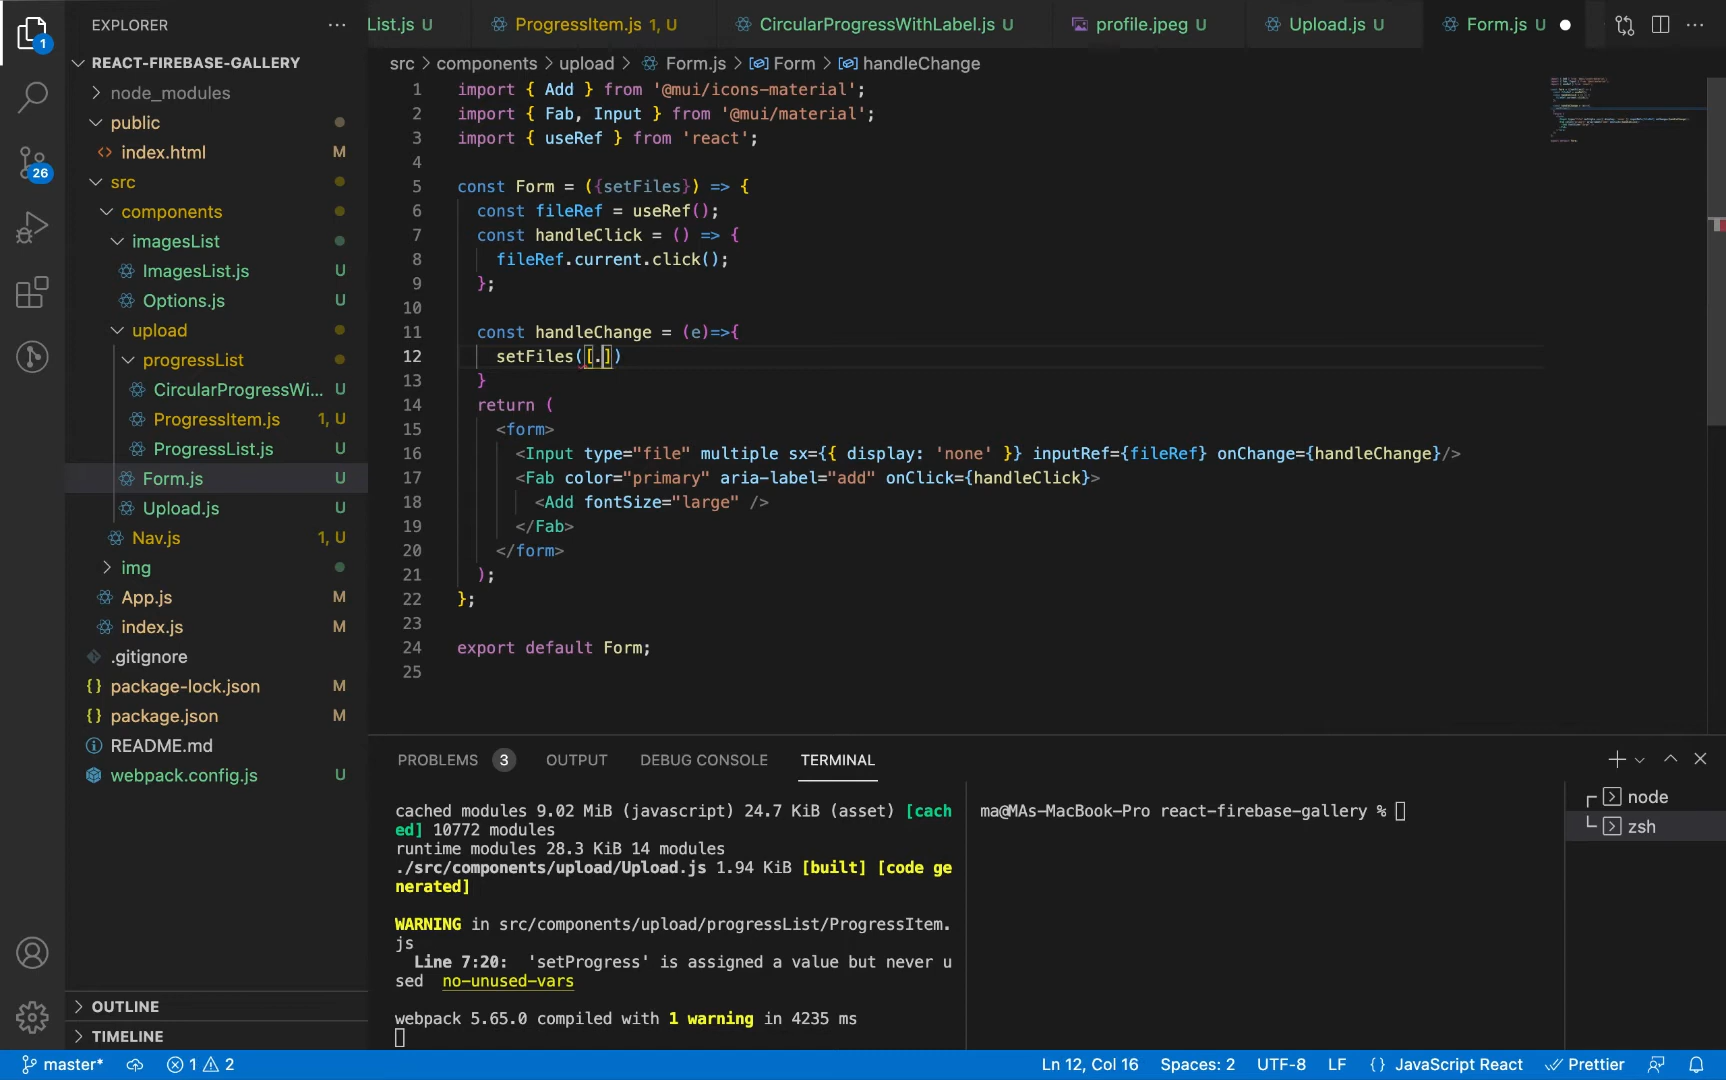 EXPLORER
1
26
REACT-FIREBASE-GALLERY
node_modules
public
index.html M
src
components
imagesList
ImagesList.js U
Options.js U
upload
progressList
CircularProgressWi... U
ProgressItem.js 1, U
ProgressList.js U
Form.js U
Upload.js U
Nav.js 1, U
img
App.js M
index.js M
.gitignore
package-lock.json M
package.json M
README.md
webpack.config.js U
OUTLINE
TIMELINE
List.js U ProgressItem.js 1, U CircularProgressWithLabel.js U profile.jpeg U Upload.js U Form.js U
src > components > upload > Form.js > Form > handleChange
1 import { Add } from '@mui/icons-material';
2 import { Fab, Input } from '@mui/material';
3 import { useRef } from 'react';
4
5 const Form = ({setFiles}) => {
6 const fileRef = useRef();
7 const handleClick = () => {
8 fileRef.current.click();
9 };
10
11 const handleChange = (e)=>{
12 setFiles([.])
13 }
14 return (
15 <form>
16 <Input type="file" multiple sx={{ display: 'none' }} inputRef={fileRef} onChange={handleChange}/>
17 <Fab color="primary" aria-label="add" onClick={handleClick}>
18 <Add fontSize="large" />
19 </Fab>
20 </form>
21 );
22 };
23
24 export default Form;
25
PROBLEMS 3 OUTPUT DEBUG CONSOLE TERMINAL
cached modules 9.02 MiB (javascript) 24.7 KiB (asset) [cach
ed] 10772 modules
runtime modules 28.3 KiB 14 modules
./src/components/upload/Upload.js 1.94 KiB [built] [code ge
nerated]
WARNING in src/components/upload/progressList/ProgressItem.
js
Line 7:20: 'setProgress' is assigned a value but never u
sed no-unused-vars
webpack 5.65.0 compiled with 1 warning in 4235 ms
ma@MAs-MacBook-Pro react-firebase-gallery %
node
zsh
master* 1 2 Ln 12, Col 16 Spaces: 2 UTF-8 LF {} JavaScript React Prettier